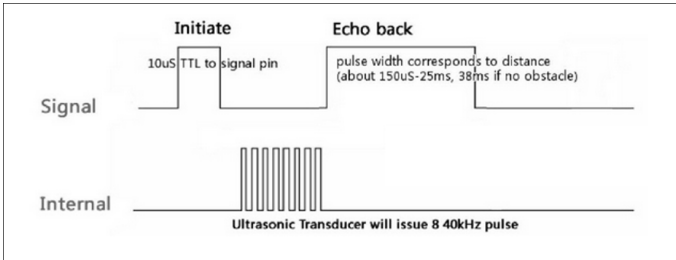 Initiate
Echo back
10uS TTL to signal pin
pulse width corresponds to distance
(about 150uS-25ms, 38ms if no obstacle)
Signal
Internal
Ultrasonic Transducer will issue 8 40kHz pulse